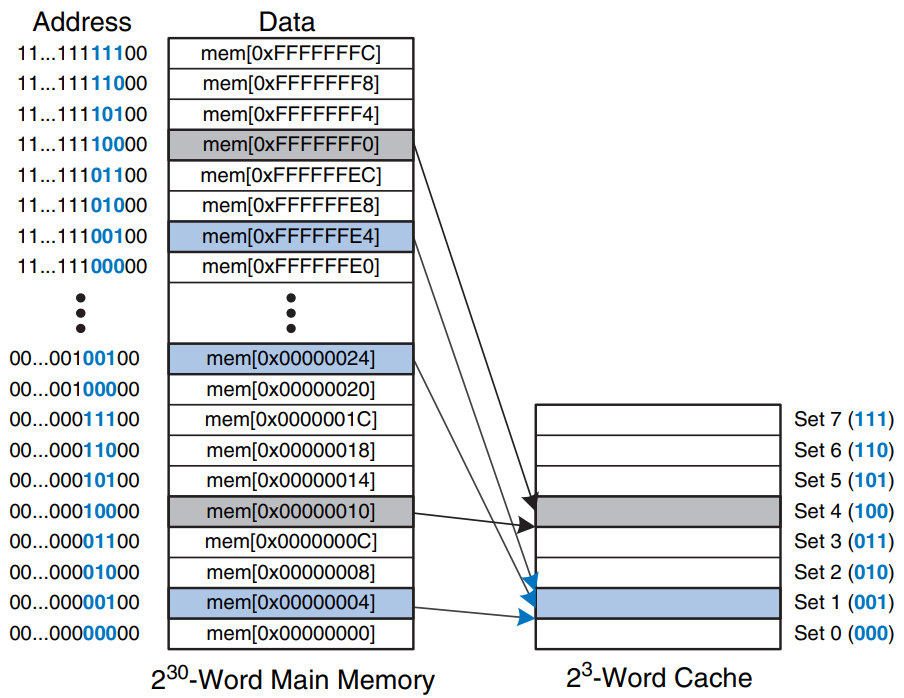 Address Data
11...11111100 mem[0xFFFFFFFC]
11...11111000 mem[0xFFFFFFF8]
11...11110100 mem[0xFFFFFFF4]
11...11110000 mem[0xFFFFFFF0]
11...11101100 mem[0xFFFFFFEC]
11...11101000 mem[0xFFFFFFE8]
11...11100100 mem[0xFFFFFFE4]
11...11100000 mem[0xFFFFFFE0]
00...00100100 mem[0x00000024]
00...00100000 mem[0x00000020]
00...00011100 mem[0x0000001C] Set 7 (111)
00...00011000 mem[0x00000018] Set 6 (110)
00...00010100 mem[0x00000014] Set 5 (101)
00...00010000 mem[0x00000010] Set 4 (100)
00...00001100 mem[0x0000000C] Set 3 (011)
00...00001000 mem[0x00000008] Set 2 (010)
00...00000100 mem[0x00000004] Set 1 (001)
00...00000000 mem[0x00000000] Set 0 (000)
2³⁰-Word Main Memory 2³-Word Cache